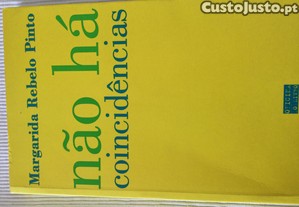 CustoJusto.pt
Margarida Rebelo Pinto
não há
coincidências